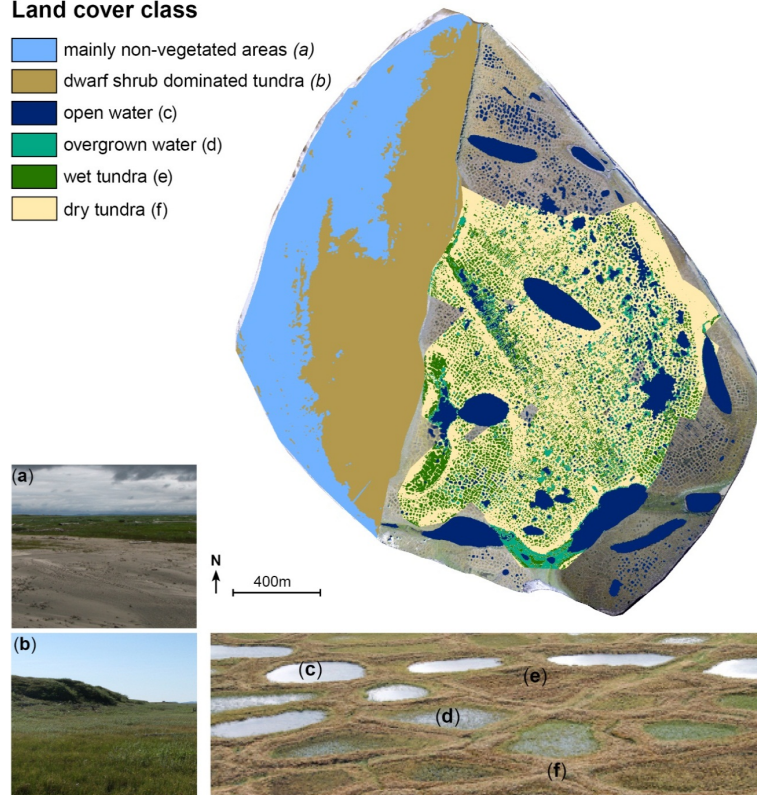 Land cover class
mainly non-vegetated areas (a)
dwarf shrub dominated tundra (b)
open water (c)
overgrown water (d)
wet tundra (e)
dry tundra (f)
(a)
N
400m
(b)
(c)
(e)
(d)
(f)